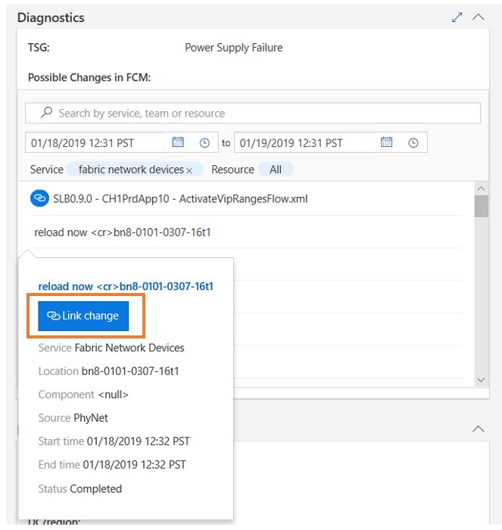 Diagnostics
TSG: Power Supply Failure
Possible Changes in FCM:
Search by service, team or resource
01/18/2019 12:31 PST to 01/19/2019 12:31 PST
Service fabric network devices × Resource All
SLB0.9.0 - CH1PrdApp10 - ActivateVipRangesFlow.xml
reload now <cr>bn8-0101-0307-16t1
reload now <cr>bn8-0101-0307-16t1
Link change
Service Fabric Network Devices
Location bn8-0101-0307-16t1
Component <null>
Source PhyNet
Start time 01/18/2019 12:32 PST
End time 01/18/2019 12:32 PST
Status Completed
DC/region: